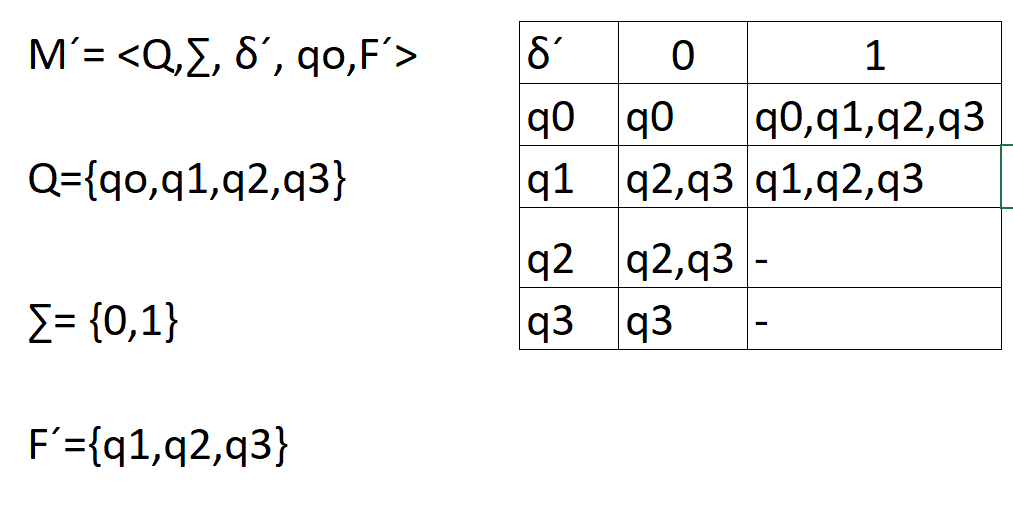 M´= <Q,∑, δ´, qo,F´>
Q={qo,q1,q2,q3}
∑= {0,1}
F´={q1,q2,q3}
δ´ 0 1
q0 q0 q0,q1,q2,q3
q1 q2,q3 q1,q2,q3
q2 q2,q3 -
q3 q3 -